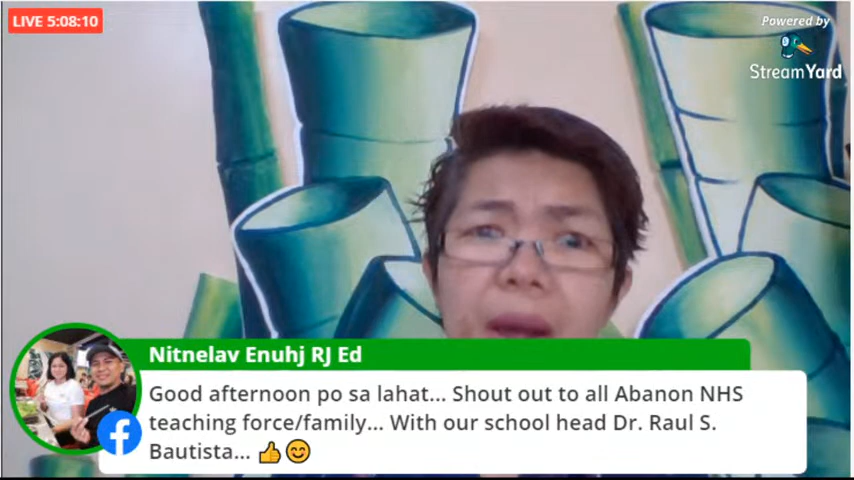 LIVE 5:08:10
Powered by
StreamYard
Nitnelav Enuhj RJ Ed
Good afternoon po sa lahat... Shout out to all Abanon NHS
teaching force/family... With our school head Dr. Raul S.
Bautista... 👍😊